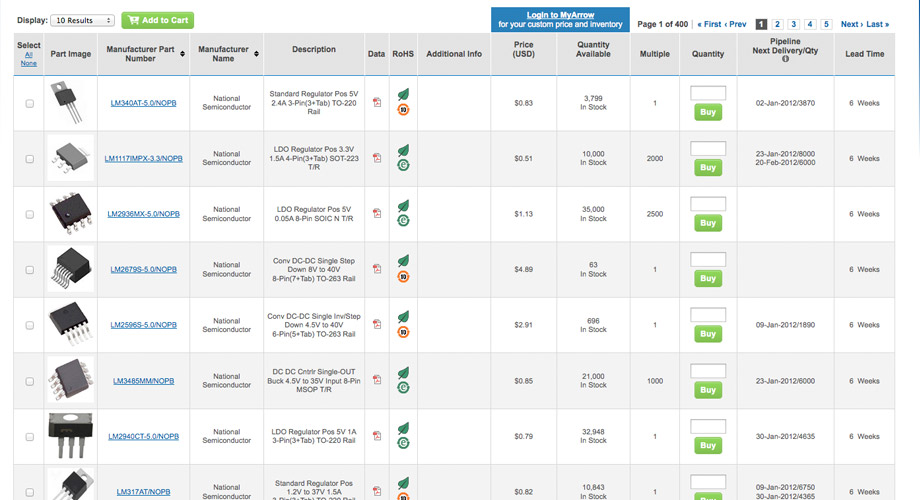 Display: 10 Results Add to Cart
Login to MyArrow
for your custom price and inventory
Page 1 of 400 « First ‹ Prev 1 2 3 4 5 Next › Last »
Select
All
None
Part Image
Manufacturer Part
Number
Manufacturer
Name
Description
Data
RoHS
Additional Info
Price
(USD)
Quantity
Available
Multiple
Quantity
Pipeline
Next Delivery/Qty
Lead Time
LM340AT-5.0/NOPB
National
Semiconductor
Standard Regulator Pos 5V
2.4A 3-Pin(3+Tab) TO-220
Rail
$0.83
3,799
In Stock
1
Buy
02-Jan-2012/3870
6 Weeks
LM1117IMPX-3.3/NOPB
National
Semiconductor
LDO Regulator Pos 3.3V
1.5A 4-Pin(3+Tab) SOT-223
T/R
$0.51
10,000
In Stock
2000
Buy
23-Jan-2012/8000
20-Feb-2012/6000
6 Weeks
LM2936MX-5.0/NOPB
National
Semiconductor
LDO Regulator Pos 5V
0.05A 8-Pin SOIC N T/R
$1.13
35,000
In Stock
2500
Buy
6 Weeks
LM2679S-5.0/NOPB
National
Semiconductor
Conv DC-DC Single Step
Down 8V to 40V
8-Pin(7+Tab) TO-263 Rail
$4.89
63
In Stock
1
Buy
6 Weeks
LM2596S-5.0/NOPB
National
Semiconductor
Conv DC-DC Single Inv/Step
Down 4.5V to 40V
6-Pin(5+Tab) TO-263 Rail
$2.91
696
In Stock
1
Buy
09-Jan-2012/1890
6 Weeks
LM3485MM/NOPB
National
Semiconductor
DC DC Cntrlr Single-OUT
Buck 4.5V to 35V Input 8-Pin
MSOP T/R
$0.85
21,000
In Stock
1000
Buy
23-Jan-2012/6000
6 Weeks
LM2940CT-5.0/NOPB
National
Semiconductor
LDO Regulator Pos 5V 1A
3-Pin(3+Tab) TO-220 Rail
$0.79
32,948
In Stock
1
Buy
30-Jan-2012/4635
6 Weeks
LM317AT/NOPB
National
Semiconductor
Standard Regulator Pos
1.2V to 37V 1.5A
3-Pin(3+Tab) TO-220 Rail
$0.82
10,843
In Stock
1
Buy
09-Jan-2012/6750
30-Jan-2012/4365
6 Weeks